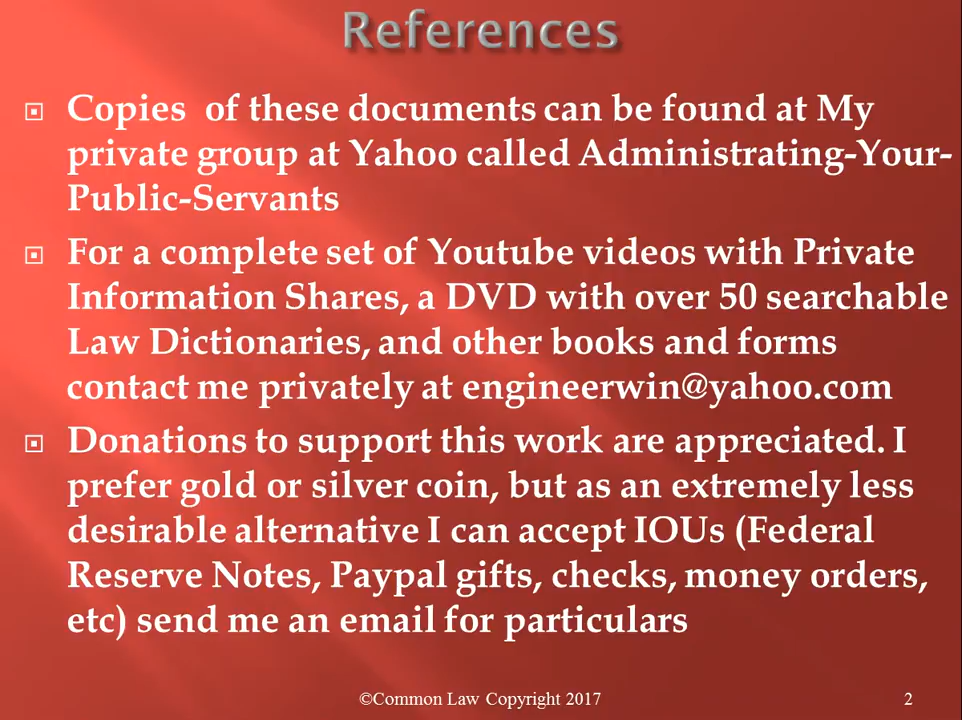 References
Copies of these documents can be found at My
private group at Yahoo called Administrating-Your-
Public-Servants
For a complete set of Youtube videos with Private
Information Shares, a DVD with over 50 searchable
Law Dictionaries, and other books and forms
contact me privately at engineerwin@yahoo.com
Donations to support this work are appreciated. I
prefer gold or silver coin, but as an extremely less
desirable alternative I can accept IOUs (Federal
Reserve Notes, Paypal gifts, checks, money orders,
etc) send me an email for particulars
©Common Law Copyright 2017
2